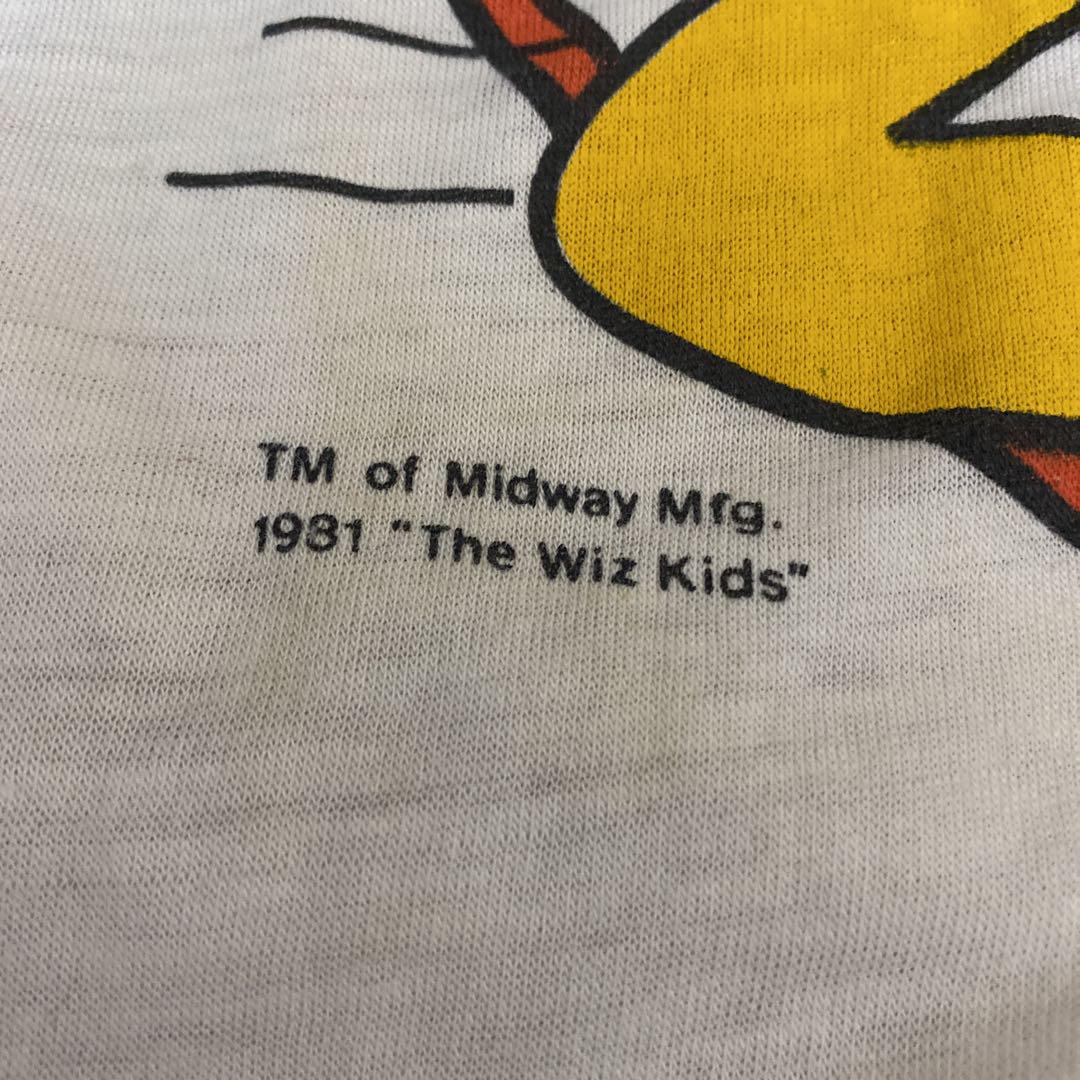 TM of Midway Mfg.
1981 "The Wiz Kids"